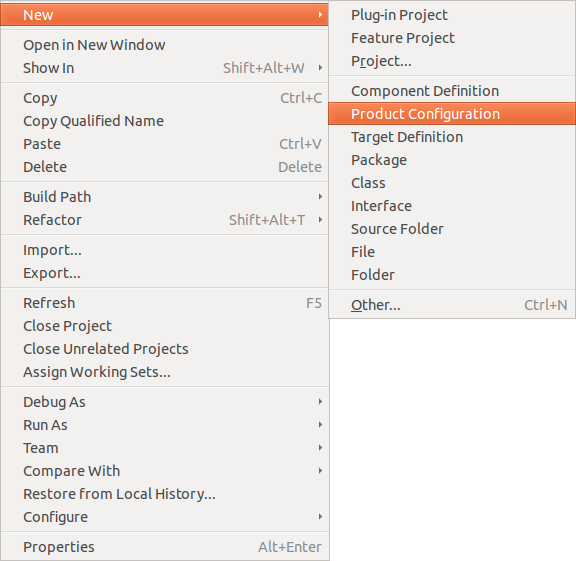 New
Open in New Window
Show In Shift+Alt+W
Copy Ctrl+C
Copy Qualified Name
Paste Ctrl+V
Delete Delete
Build Path
Refactor Shift+Alt+T
Import...
Export...
Refresh F5
Close Project
Close Unrelated Projects
Assign Working Sets...
Debug As
Run As
Team
Compare With
Restore from Local History...
Configure
Properties Alt+Enter
Plug-in Project
Feature Project
Project...
Component Definition
Product Configuration
Target Definition
Package
Class
Interface
Source Folder
File
Folder
Other... Ctrl+N